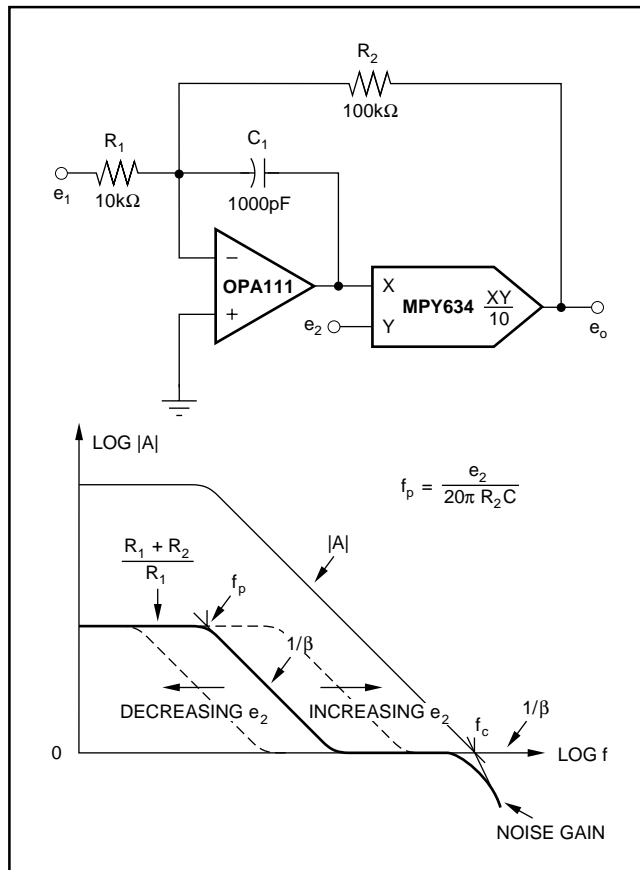 R2
100kΩ
R1
C1
e1
10kΩ
1000pF
−
OPA111
+
X
MPY634
XY
10
e2
Y
eo
LOG |A|
fp = e2
20π R2C
R1 + R2
R1
fp
|A|
1/β
DECREASING e2
INCREASING e2
fc
1/β
0
LOG f
NOISE GAIN